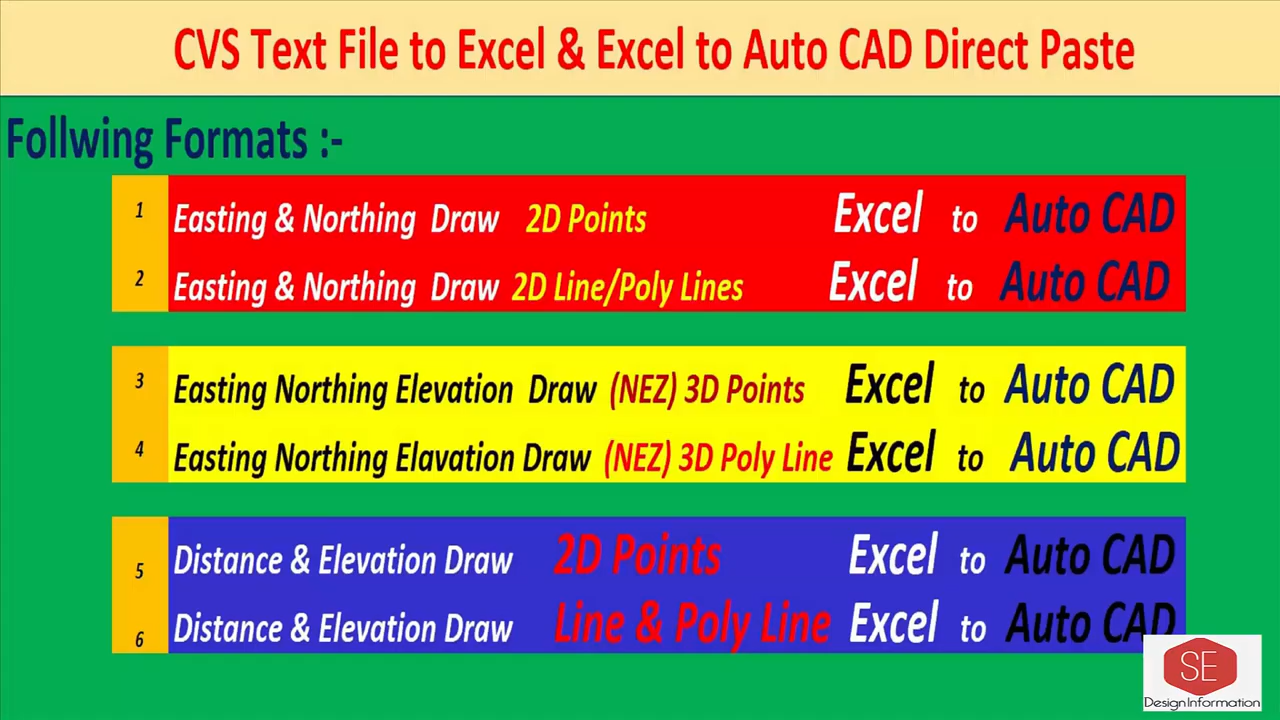 CVS Text File to Excel & Excel to Auto CAD Direct Paste
Follwing Formats :-
1 Easting & Northing Draw 2D Points Excel to Auto CAD
2 Easting & Northing Draw 2D Line/Poly Lines Excel to Auto CAD
3 Easting Northing Elevation Draw (NEZ) 3D Points Excel to Auto CAD
4 Easting Northing Elavation Draw (NEZ) 3D Poly Line Excel to Auto CAD
5 Distance & Elevation Draw 2D Points Excel to Auto CAD
6 Distance & Elevation Draw Line & Poly Line Excel to Auto CAD
SE
Design Information